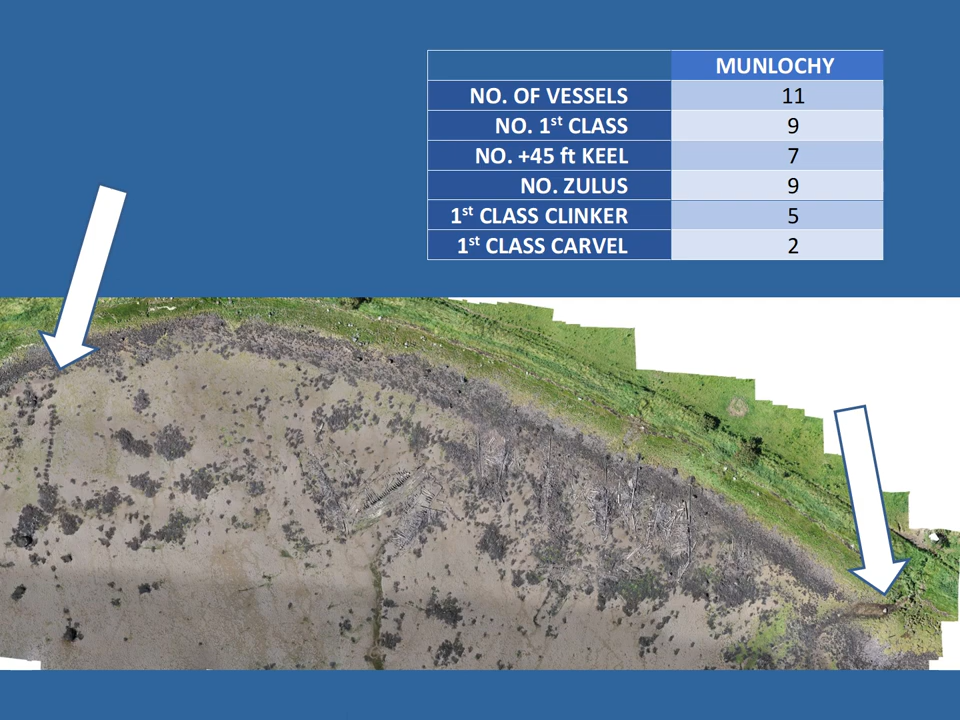 MUNLOCHY
NO. OF VESSELS 11
NO. 1st CLASS 9
NO. +45 ft KEEL 7
NO. ZULUS 9
1st CLASS CLINKER 5
1st CLASS CARVEL 2